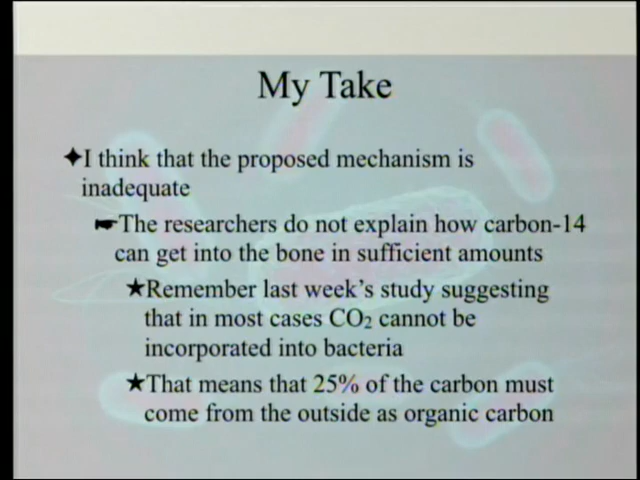 My Take
✦I think that the proposed mechanism is
inadequate
☛The researchers do not explain how carbon-14
can get into the bone in sufficient amounts
★Remember last week's study suggesting
that in most cases CO₂ cannot be
incorporated into bacteria
★That means that 25% of the carbon must
come from the outside as organic carbon